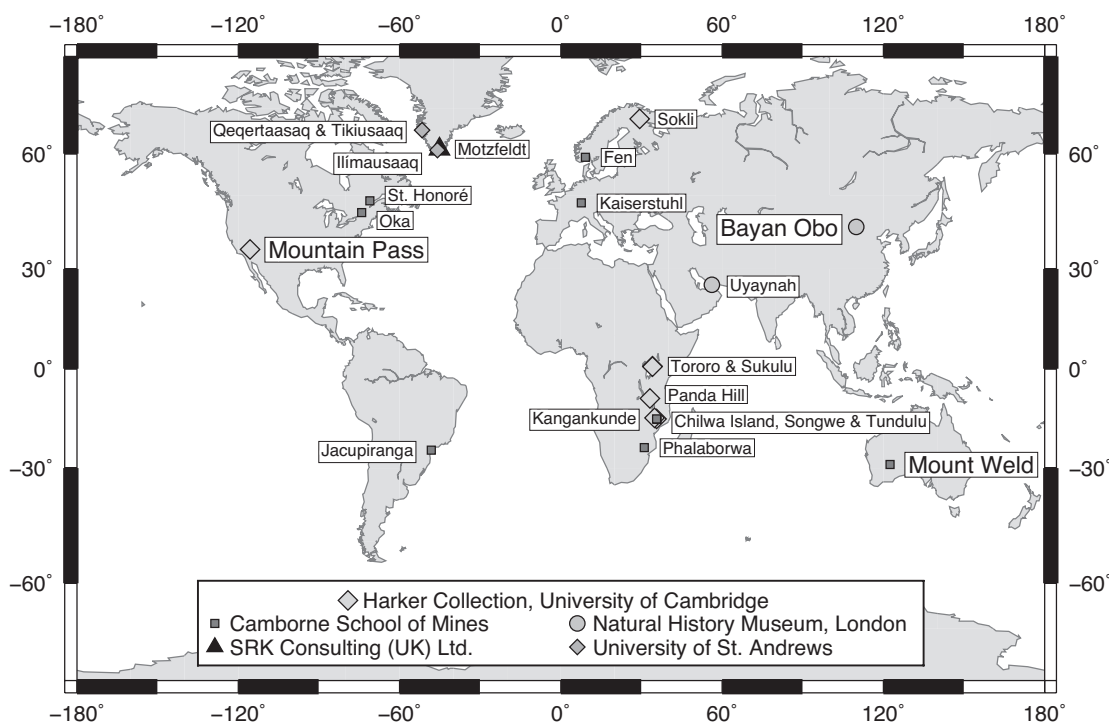 −180˚ −120˚ −60˚ 0˚ 60˚ 120˚ 180˚
Qeqertaasaq & Tikiusaaq
Sokli
60˚ Ilímausaaq Motzfeldt Fen 60˚
St. Honoré
Kaiserstuhl
Oka
Bayan Obo
Mountain Pass
30˚ 30˚
Uyaynah
0˚ Tororo & Sukulu 0˚
Panda Hill
Kangankunde Chilwa Island, Songwe & Tundulu
Jacupiranga Phalaborwa
−30˚ Mount Weld −30˚
−60˚ −60˚
Harker Collection, University of Cambridge
Camborne School of Mines Natural History Museum, London
SRK Consulting (UK) Ltd. University of St. Andrews
−180˚ −120˚ −60˚ 0˚ 60˚ 120˚ 180˚